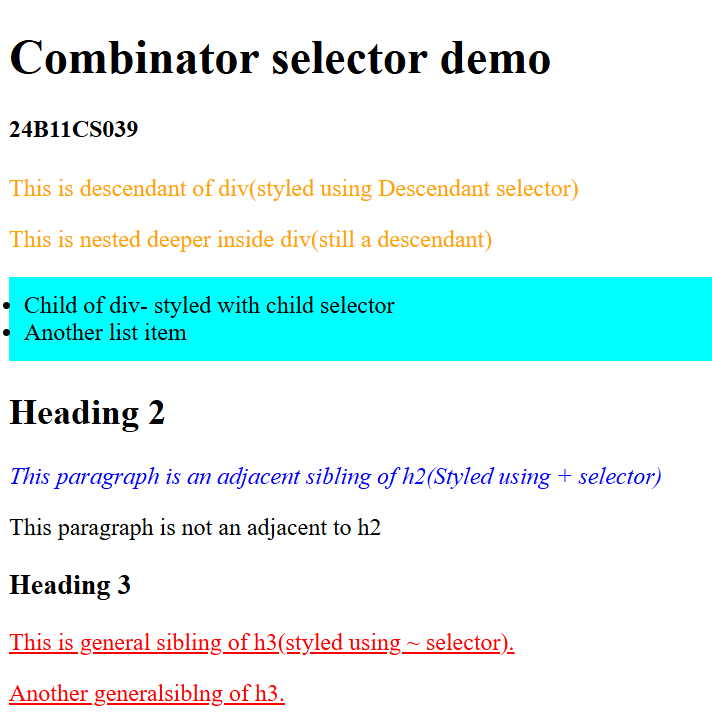 Combinator selector demo
24B11CS039
This is descendant of div(styled using Descendant selector)
This is nested deeper inside div(still a descendant)
Child of div- styled with child selector
Another list item
Heading 2
This paragraph is an adjacent sibling of h2(Styled using + selector)
This paragraph is not an adjacent to h2
Heading 3
This is general sibling of h3(styled using ~ selector).
Another generalsiblng of h3.